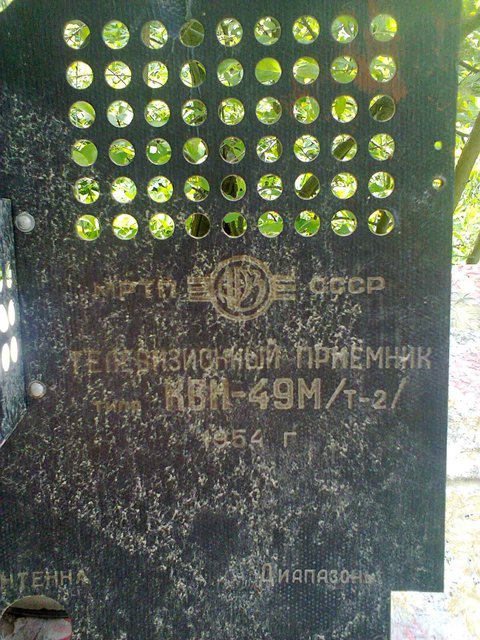 МРТП СССР
ТЕЛЕВИЗИОННЫЙ ПРИЕМНИК
типа КВН-49М/Т-2/
1954 г
НТЕННА Диапазоны